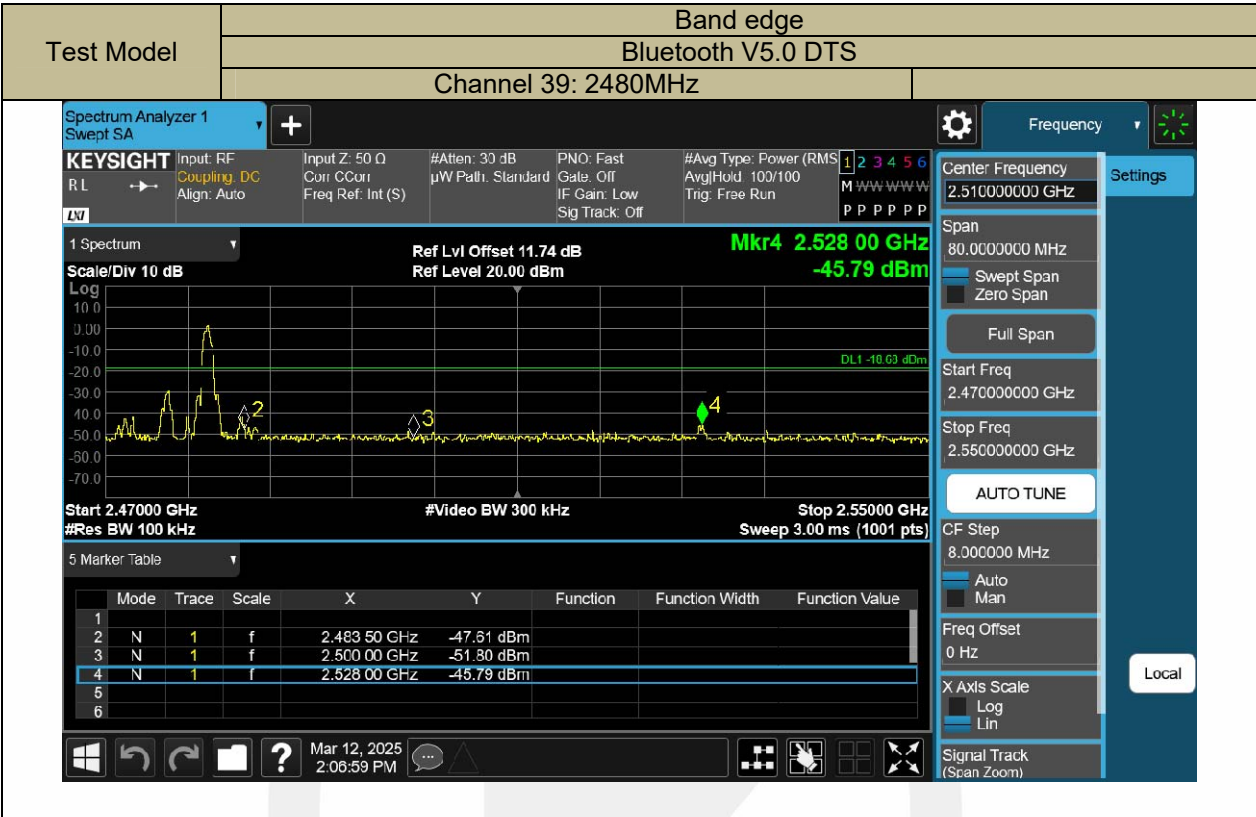 Test Model
Band edge
Bluetooth V5.0 DTS
Channel 39: 2480MHz
Spectrum Analyzer 1
Swept SA
+
Frequency
KEYSIGHT
RL
LXI
Input: RF
Coupling: DC
Align: Auto
Input Z: 50 Ω
Corr CCorr
Freq Ref: Int (S)
#Atten: 30 dB
µW Path: Standard
PNO: Fast
Gate: Off
IF Gain: Low
Sig Track: Off
#Avg Type: Power (RMS
Avg|Hold: 100/100
Trig: Free Run
1 2 3 4 5 6
M W W W W W
P P P P P P
1 Spectrum
Scale/Div 10 dB
Log
Ref Lvl Offset 11.74 dB
Ref Level 20.00 dBm
Mkr4 2.528 00 GHz
-45.79 dBm
10.0
0.00
-10.0
-20.0
-30.0
-40.0
-50.0
-60.0
-70.0
DL1 -18.63 dBm
2
3
4
Start 2.47000 GHz
#Res BW 100 kHz
#Video BW 300 kHz
Stop 2.55000 GHz
Sweep 3.00 ms (1001 pts)
5 Marker Table
Mode Trace Scale X Y Function Function Width Function Value
1
2 N 1 f 2.483 50 GHz -47.61 dBm
3 N 1 f 2.500 00 GHz -51.80 dBm
4 N 1 f 2.528 00 GHz -45.79 dBm
5
6
?
Mar 12, 2025
2:06:59 PM
Center Frequency
2.510000000 GHz
Settings
Span
80.0000000 MHz
Swept Span
Zero Span
Full Span
Start Freq
2.470000000 GHz
Stop Freq
2.550000000 GHz
AUTO TUNE
CF Step
8.000000 MHz
Auto
Man
Freq Offset
0 Hz
X Axis Scale
Log
Lin
Local
Signal Track
(Span Zoom)